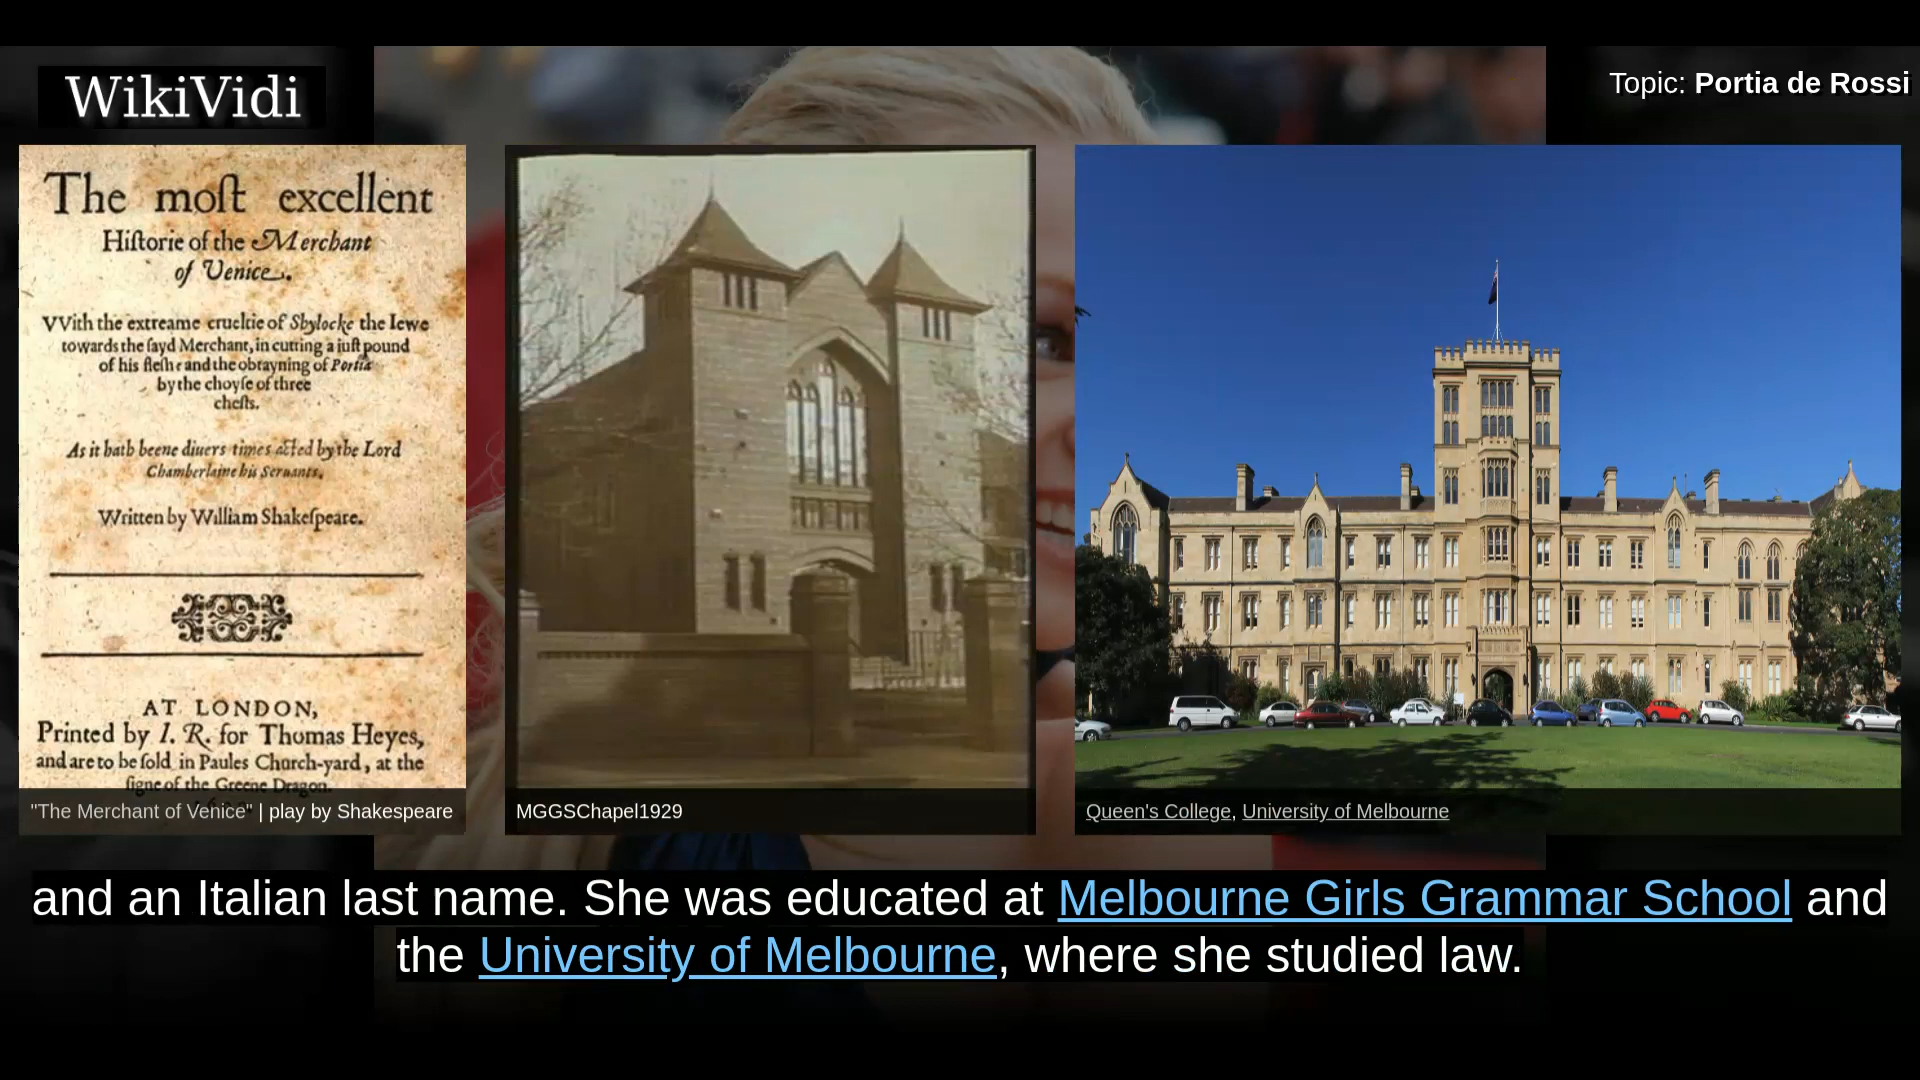 WikiVidi
Topic: Portia de Rossi
The moſt excellent
Hiſtorie of the Merchant
of Venice.
VVith the extreame crueltie of Shylocke the Iewe
towards the ſayd Merchant, in cutting a iuſt pound
of his fleſh: and the obtayning of Portia
by the choyſe of three
cheſts.
As it hath beene diuers times acted by the Lord
Chamberlaine his Seruants.
Written by William Shakeſpeare.
AT LONDON,
Printed by I. R. for Thomas Heyes,
and are to be ſold in Paules Church-yard, at the
ſigne of the Greene Dragon.
"The Merchant of Venice" | play by Shakespeare
MGGSChapel1929
Queen's College, University of Melbourne
and an Italian last name. She was educated at Melbourne Girls Grammar School and
the University of Melbourne, where she studied law.